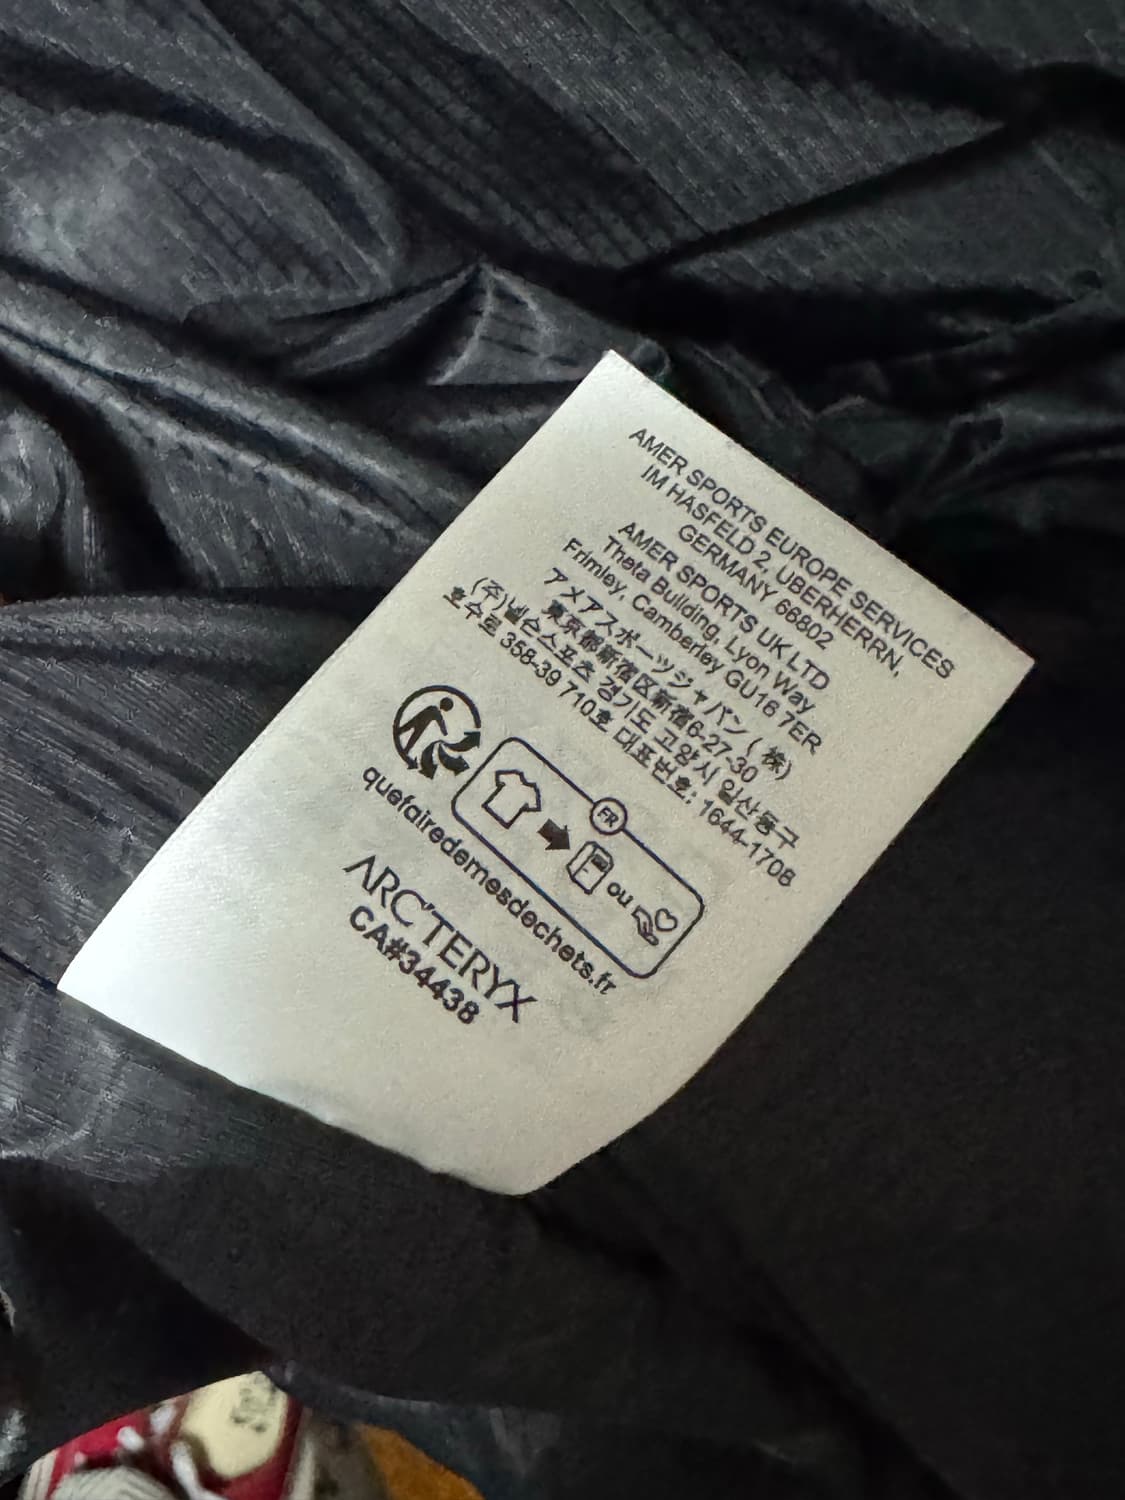 AMER SPORTS EUROPE SERVICES
IM HASFELD 2, UBERHERRN,
GERMANY 66802
AMER SPORTS UK LTD
Theta Building, Lyon Way,
Frimley, Camberley GU16 7ER
アメアスポーツジャパン ( 株)
東京都新宿区新宿6-27-30
(주)넬슨스포츠 경기도 고양시 일산동구
호수로 358-39 710호 대표번호: 1644-1708
FR
ou
quefairedemesdechets.fr
ARC'TERYX
CA#34438